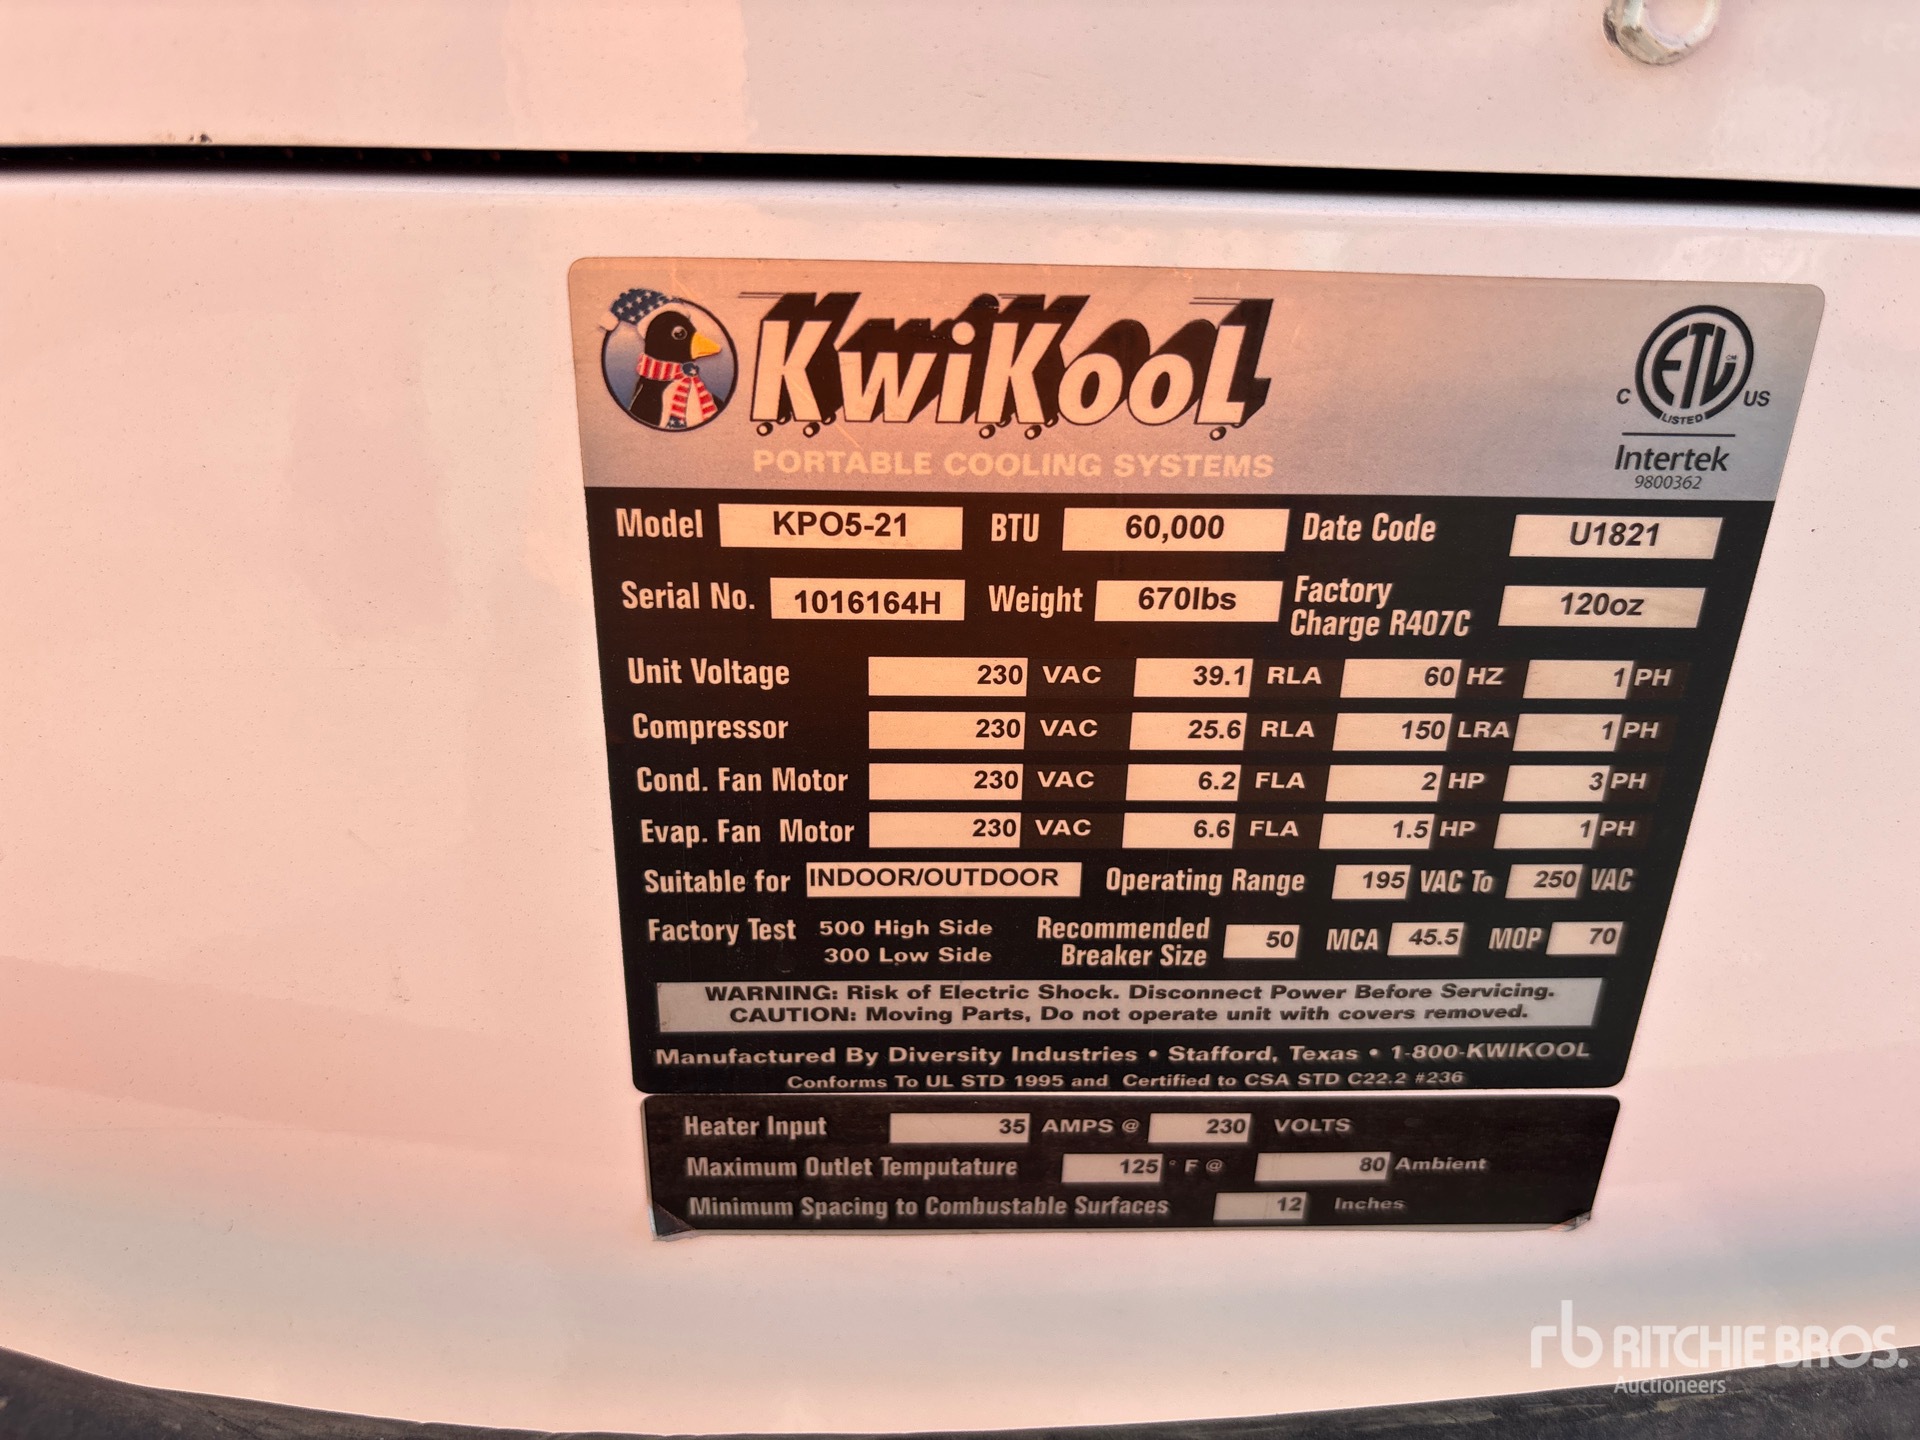 KwiKool
PORTABLE COOLING SYSTEMS
ETL CM
LISTED
C US
Intertek
9800362
Model KPO5-21 BTU 60,000 Date Code U1821
Serial No. 1016164H Weight 670lbs Factory Charge R407C 120oz
Unit Voltage 230 VAC 39.1 RLA 60 HZ 1 PH
Compressor 230 VAC 25.6 RLA 150 LRA 1 PH
Cond. Fan Motor 230 VAC 6.2 FLA 2 HP 3 PH
Evap. Fan Motor 230 VAC 6.6 FLA 1.5 HP 1 PH
Suitable for INDOOR/OUTDOOR Operating Range 195 VAC To 250 VAC
Factory Test 500 High Side
300 Low Side
Recommended Breaker Size 50 MCA 45.5 MOP 70
WARNING: Risk of Electric Shock. Disconnect Power Before Servicing.
CAUTION: Moving Parts, Do not operate unit with covers removed.
Manufactured By Diversity Industries • Stafford, Texas • 1-800-KWIKOOL
Conforms To UL STD 1995 and Certified to CSA STD C22.2 #236
Heater Input 35 AMPS @ 230 VOLTS
Maximum Outlet Temputature 125 ° F @ 80 Ambient
Minimum Spacing to Combustable Surfaces 12 Inches
rb RITCHIE BROS.
Auctioneers